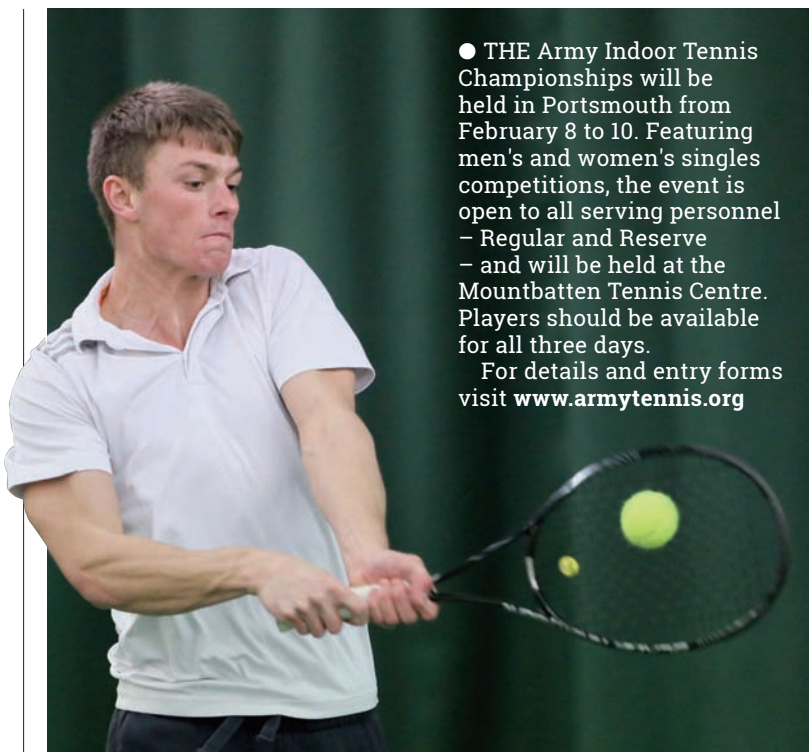 ● THE Army Indoor Tennis
Championships will be
held in Portsmouth from
February 8 to 10. Featuring
men's and women's singles
competitions, the event is
open to all serving personnel
– Regular and Reserve
– and will be held at the
Mountbatten Tennis Centre.
Players should be available
for all three days.
For details and entry forms
visit www.armytennis.org